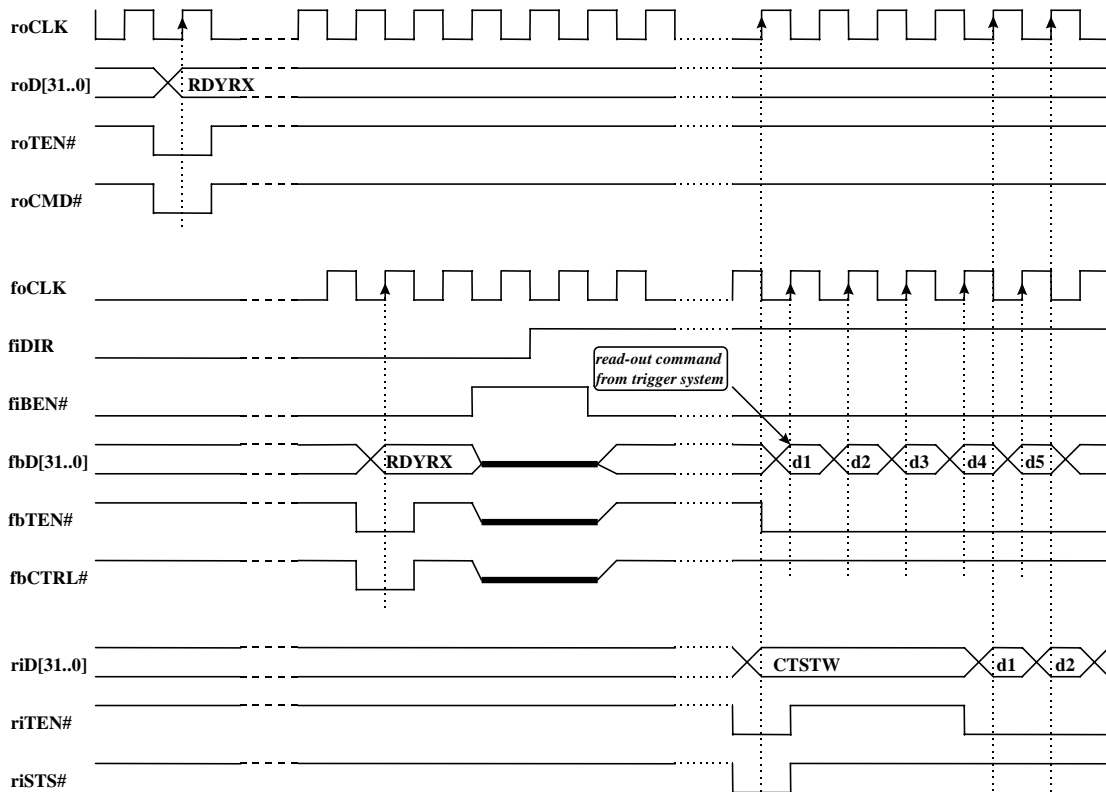 roCLK
roD[31..0]
RDYRX
roTEN#
roCMD#
foCLK
fiDIR
read-out command
from trigger system
fiBEN#
fbD[31..0]
RDYRX
d1
d2
d3
d4
d5
fbTEN#
fbCTRL#
riD[31..0]
CTSTW
d1
d2
riTEN#
riSTS#